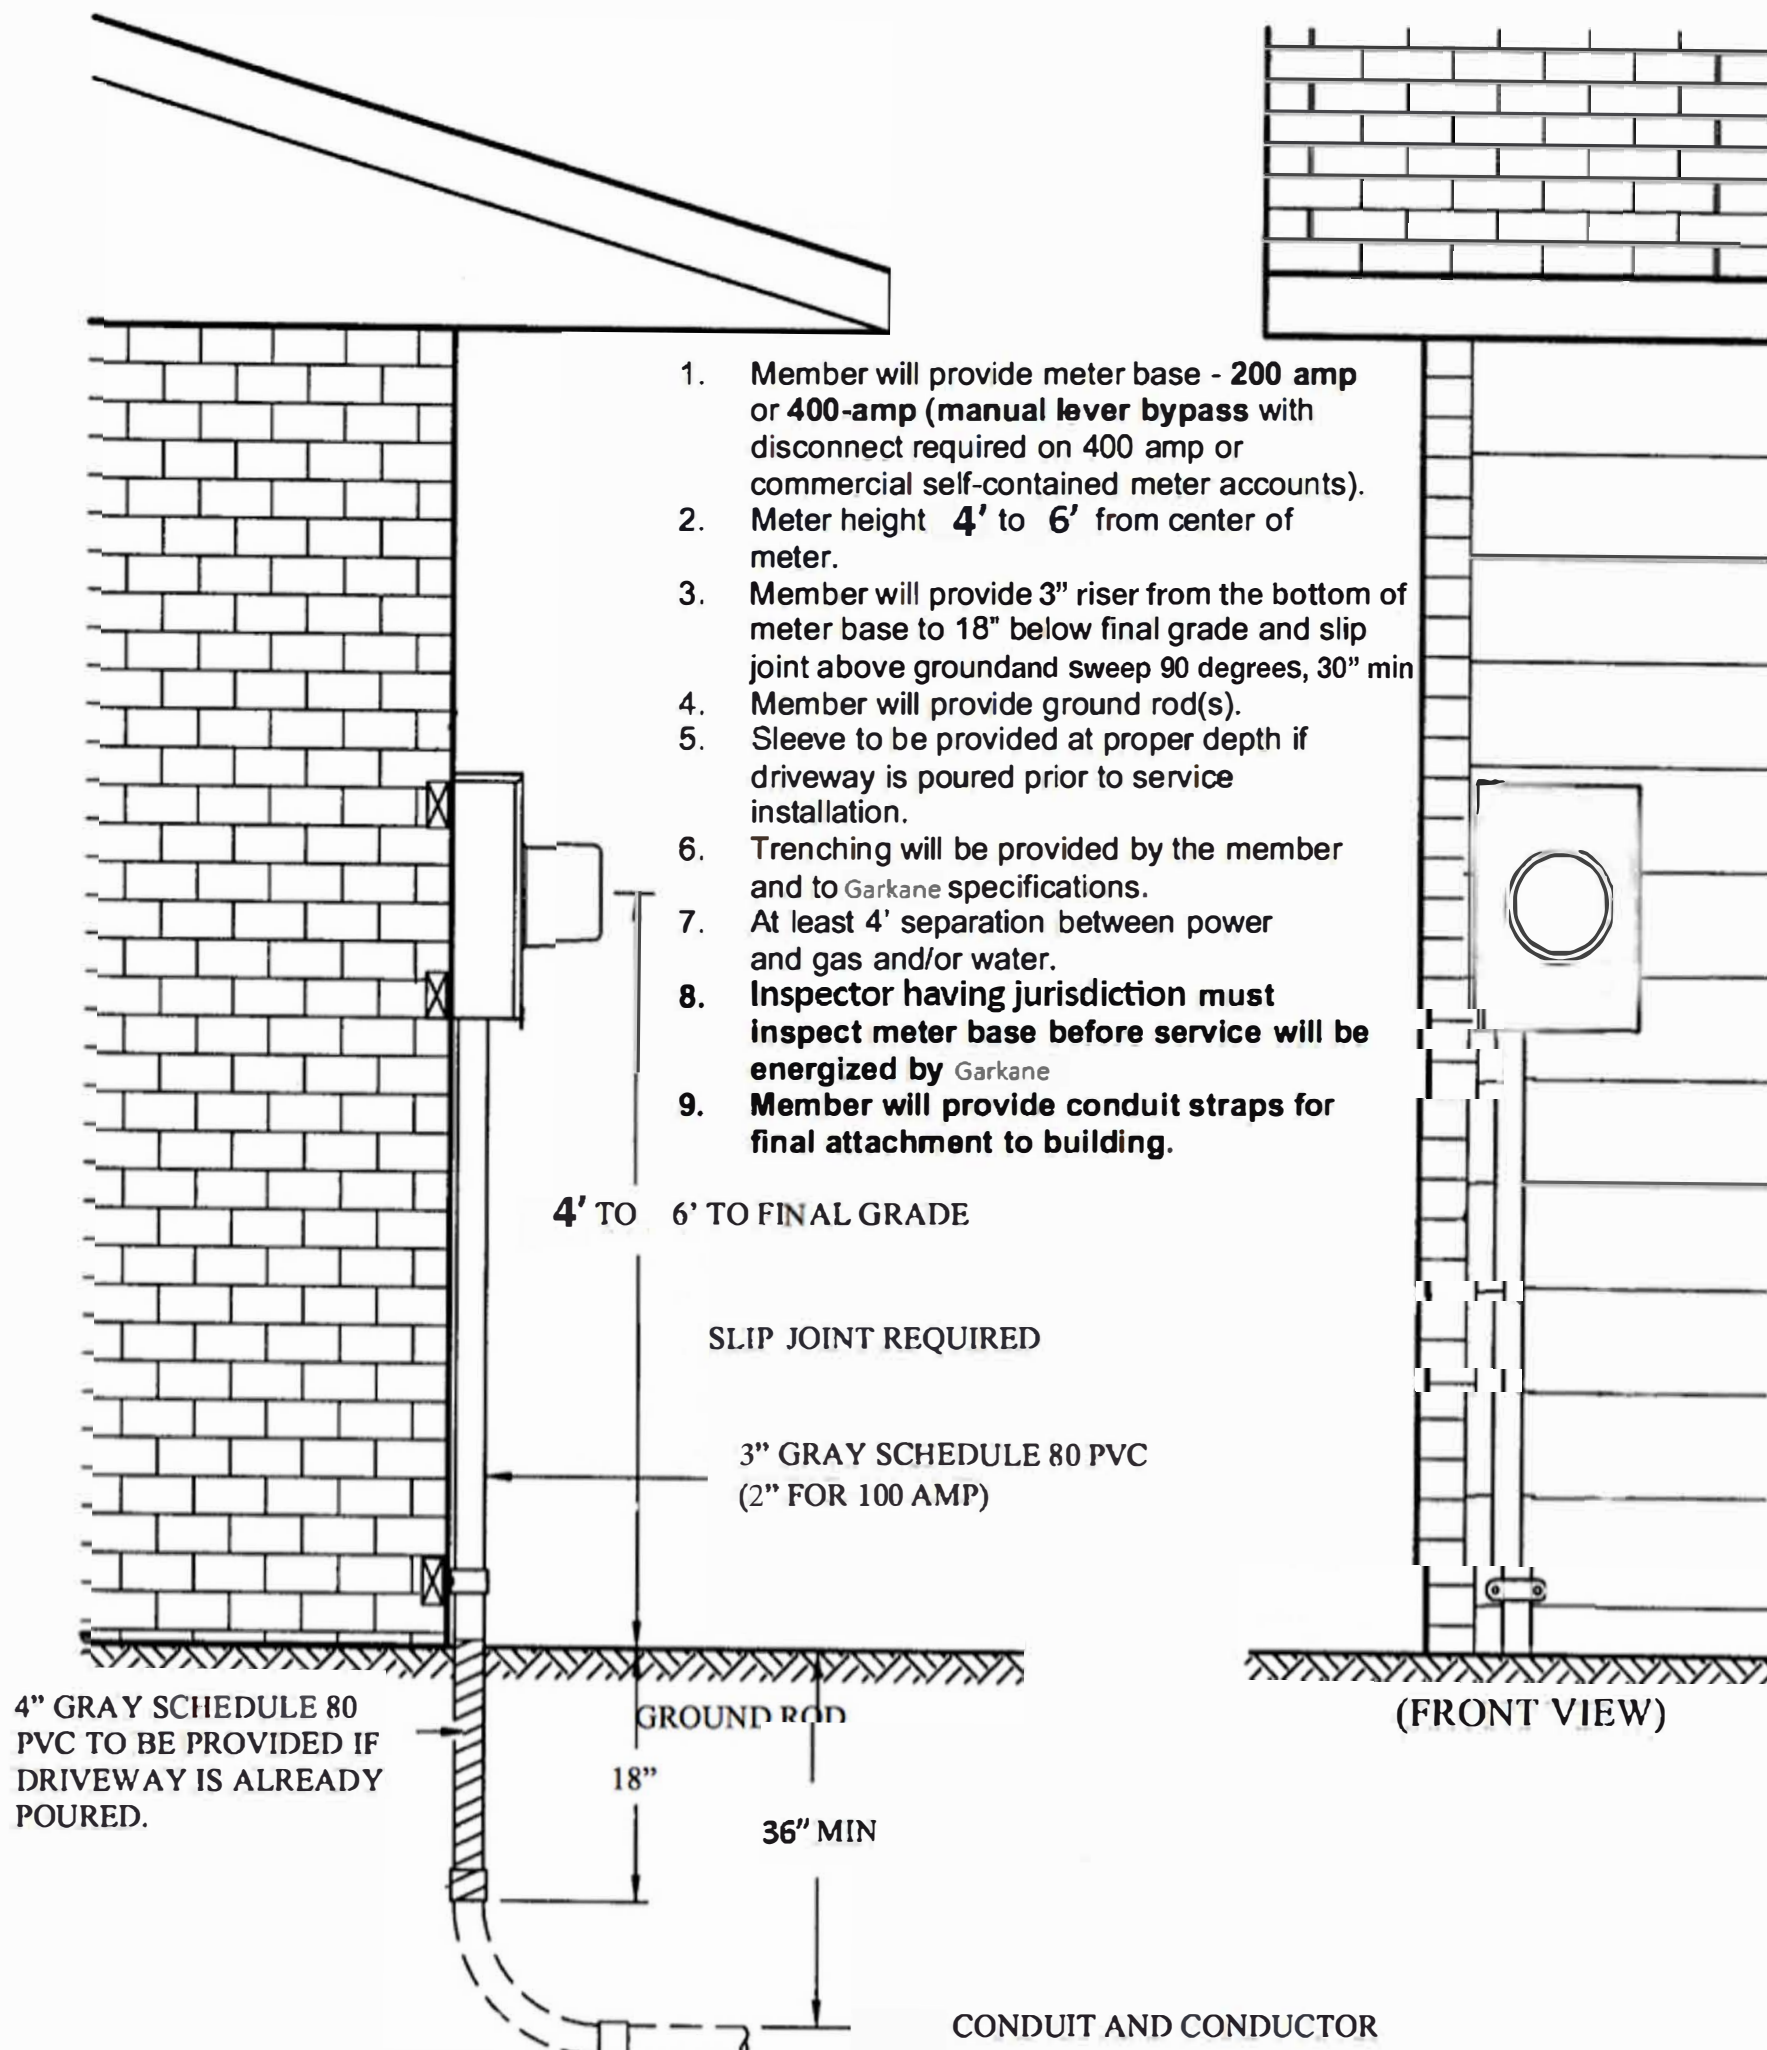 1. Member will provide meter base - 200 amp
or 400-amp (manual lever bypass with
disconnect required on 400 amp or
commercial self-contained meter accounts).
2. Meter height 4' to 6' from center of
meter.
3. Member will provide 3" riser from the bottom of
meter base to 18" below final grade and slip
joint above groundand sweep 90 degrees, 30" min
4. Member will provide ground rod(s).
5. Sleeve to be provided at proper depth if
driveway is poured prior to service
installation.
6. Trenching will be provided by the member
and to Garkane specifications.
7. At least 4' separation between power
and gas and/or water.
8. Inspector having jurisdiction must
inspect meter base before service will be
energized by Garkane
9. Member will provide conduit straps for
final attachment to building.
4' TO 6' TO FINAL GRADE
SLIP JOINT REQUIRED
3" GRAY SCHEDULE 80 PVC
(2" FOR 100 AMP)
4" GRAY SCHEDULE 80
PVC TO BE PROVIDED IF
DRIVEWAY IS ALREADY
POURED.
GROUND ROD
18"
36" MIN
(FRONT VIEW)
CONDUIT AND CONDUCTOR